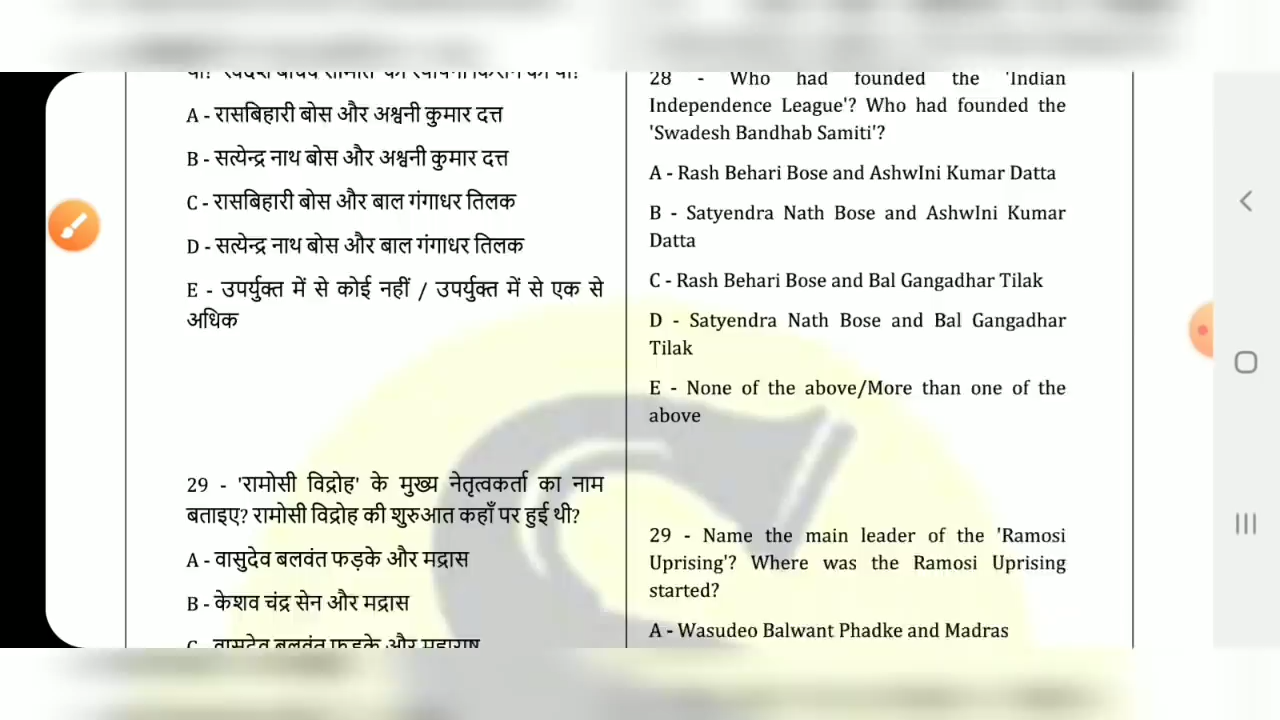 A - रासबिहारी बोस और अश्वनी कुमार दत्त
B - सत्येन्द्र नाथ बोस और अश्वनी कुमार दत्त
C - रासबिहारी बोस और बाल गंगाधर तिलक
D - सत्येन्द्र नाथ बोस और बाल गंगाधर तिलक
E - उपर्युक्त में से कोई नहीं / उपर्युक्त में से एक से
अधिक
29 - 'रामोसी विद्रोह' के मुख्य नेतृत्वकर्ता का नाम
बताइए? रामोसी विद्रोह की शुरुआत कहाँ पर हुई थी?
A - वासुदेव बलवंत फड़के और मद्रास
B - केशव चंद्र सेन और मद्रास
C - वासुदेव बलवंत फड़के और महाराष्ट्र
28 - Who had founded the 'Indian
Independence League'? Who had founded the
'Swadesh Bandhab Samiti'?
A - Rash Behari Bose and AshwIni Kumar Datta
B - Satyendra Nath Bose and AshwIni Kumar
Datta
C - Rash Behari Bose and Bal Gangadhar Tilak
D - Satyendra Nath Bose and Bal Gangadhar
Tilak
E - None of the above/More than one of the
above
29 - Name the main leader of the 'Ramosi
Uprising'? Where was the Ramosi Uprising
started?
A - Wasudeo Balwant Phadke and Madras